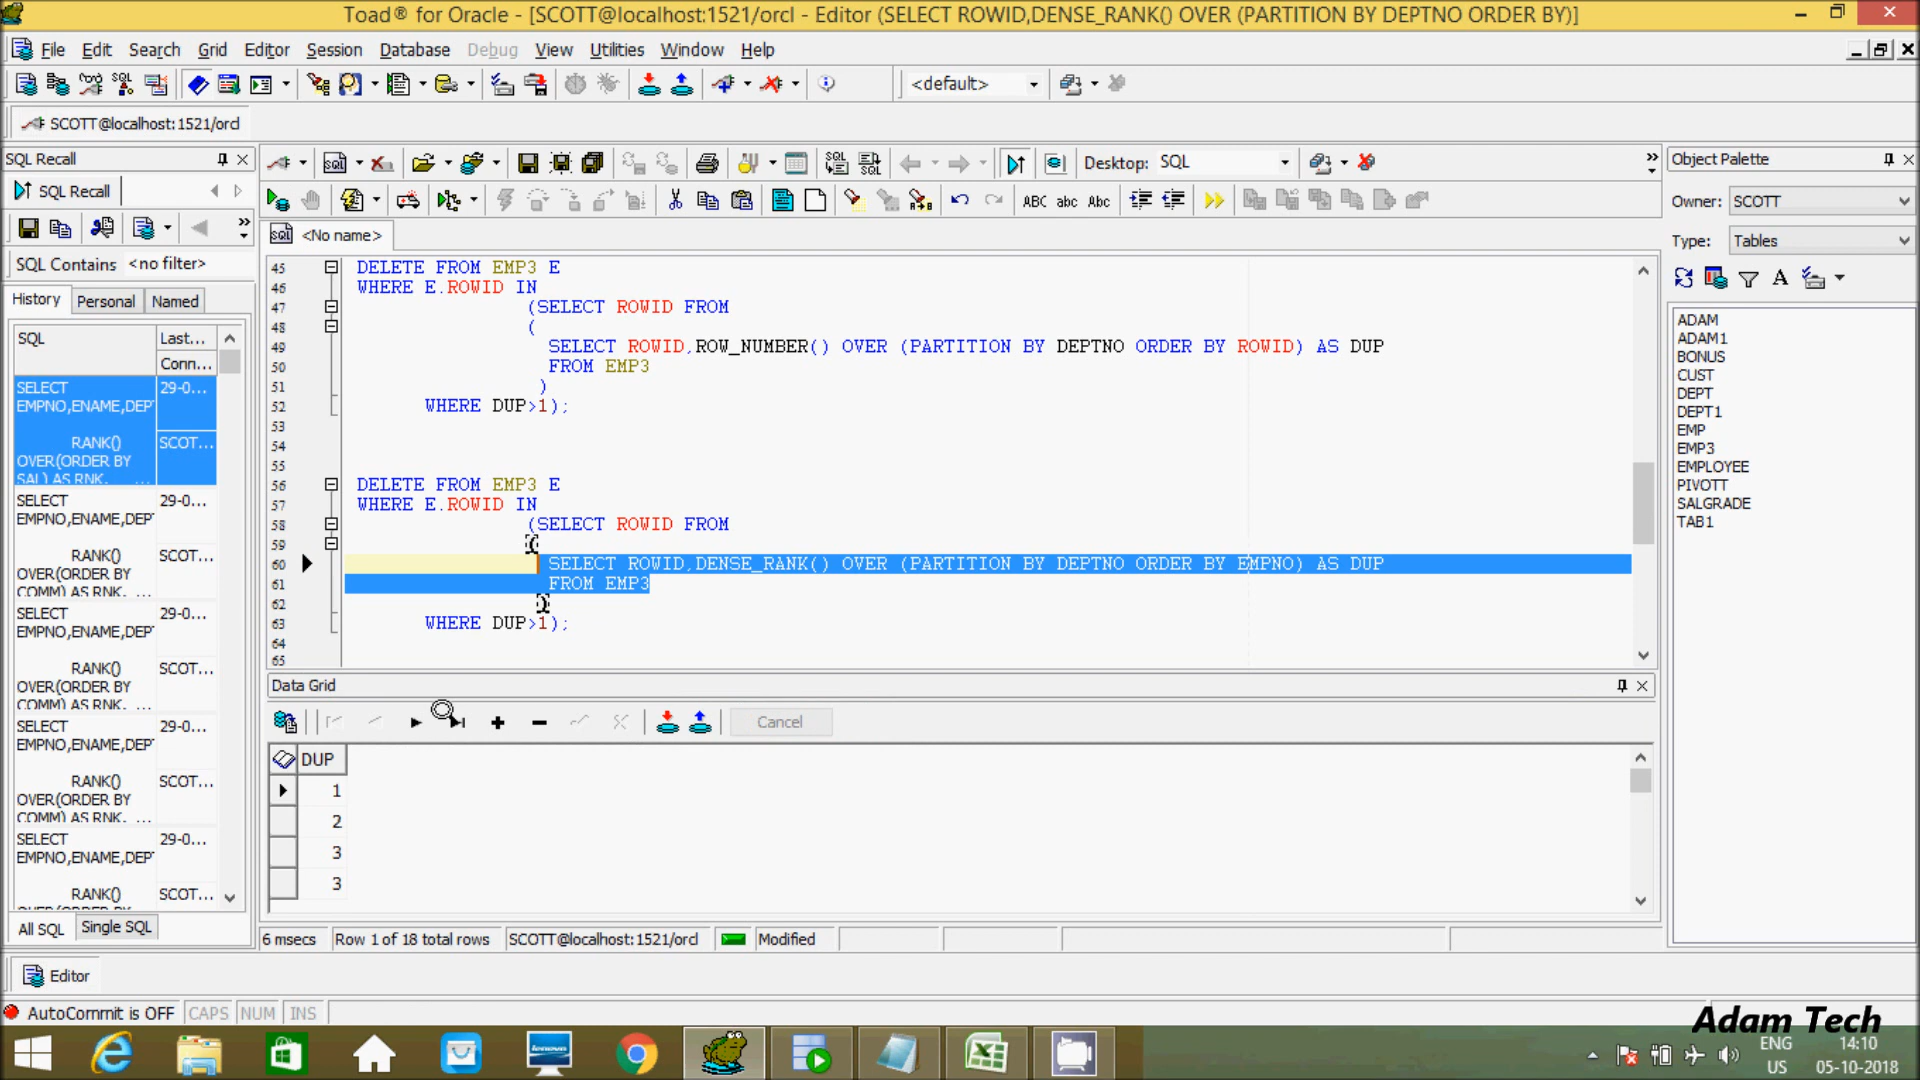 Toad® for Oracle - [SCOTT@localhost:1521/orcl - Editor (SELECT ROWID,DENSE_RANK() OVER (PARTITION BY DEPTNO ORDER BY)]
File Edit Search Grid Editor Session Database Debug View Utilities Window Help
<default>
SCOTT@localhost:1521/orcl
SQL Recall
SQL Recall
SQL Contains <no filter>
History Personal Named
SQL Last...
Conn...
SELECT 29-0...
EMPNO,ENAME,DEP
RANK() SCOT...
OVER(ORDER BY
SAL) AS RNK, ...
SELECT 29-0...
EMPNO,ENAME,DEP
RANK() SCOT...
OVER(ORDER BY
COMM) AS RNK, ...
SELECT 29-0...
EMPNO,ENAME,DEP
RANK() SCOT...
OVER(ORDER BY
COMM) AS RNK, ...
SELECT 29-0...
EMPNO,ENAME,DEP
RANK() SCOT...
OVER(ORDER BY
COMM) AS RNK, ...
SELECT 29-0...
EMPNO,ENAME,DEP
RANK() SCOT...
All SQL Single SQL
Desktop: SQL
ABC abc Abc
<No name>
45 DELETE FROM EMP3 E
46 WHERE E.ROWID IN
47 (SELECT ROWID FROM
48 (
49 SELECT ROWID,ROW_NUMBER() OVER (PARTITION BY DEPTNO ORDER BY ROWID) AS DUP
50 FROM EMP3
51 )
52 WHERE DUP>1);
53
54
55
56 DELETE FROM EMP3 E
57 WHERE E.ROWID IN
58 (SELECT ROWID FROM
59 (
60 SELECT ROWID,DENSE_RANK() OVER (PARTITION BY DEPTNO ORDER BY EMPNO) AS DUP
61 FROM EMP3
62 )
63 WHERE DUP>1);
64
65
Data Grid
Cancel
DUP
1
2
3
3
6 msecs Row 1 of 18 total rows SCOTT@localhost:1521/orcl Modified
Object Palette
Owner: SCOTT
Type: Tables
ADAM
ADAM1
BONUS
CUST
DEPT
DEPT1
EMP
EMP3
EMPLOYEE
PIVOTT
SALGRADE
TAB1
Editor
AutoCommit is OFF CAPS NUM INS
Adam Tech
ENG 14:10
US 05-10-2018